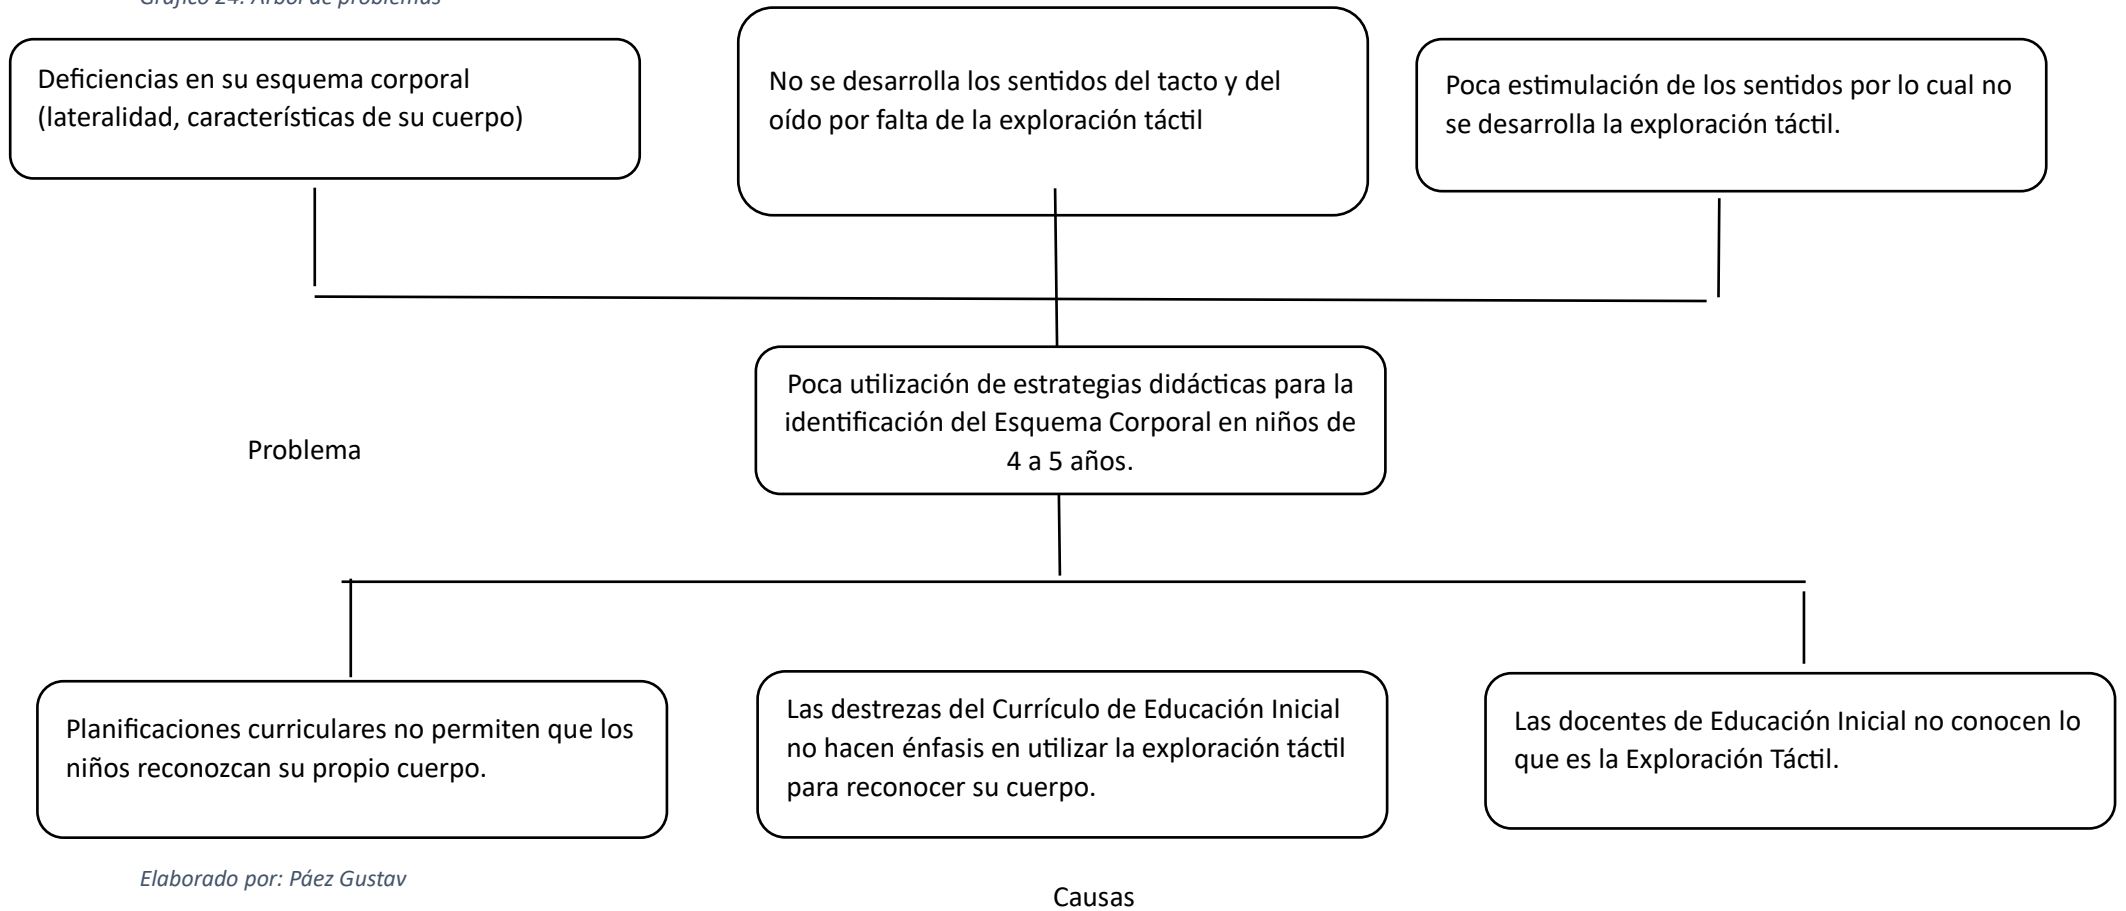 Gráfico 24: Árbol de problemas
Deficiencias en su esquema corporal
(lateralidad, características de su cuerpo)
No se desarrolla los sentidos del tacto y del
oído por falta de la exploración táctil
Poca estimulación de los sentidos por lo cual no
se desarrolla la exploración táctil.
Problema
Poca utilización de estrategias didácticas para la
identificación del Esquema Corporal en niños de
4 a 5 años.
Planificaciones curriculares no permiten que los
niños reconozcan su propio cuerpo.
Las destrezas del Currículo de Educación Inicial
no hacen énfasis en utilizar la exploración táctil
para reconocer su cuerpo.
Las docentes de Educación Inicial no conocen lo
que es la Exploración Táctil.
Elaborado por: Páez Gustav
Causas